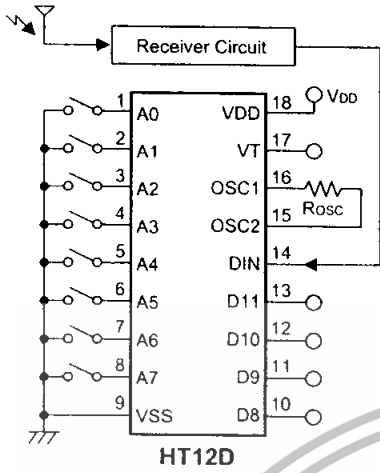 Receiver Circuit
1 A0 VDD 18 VDD
2 A1 VT 17
3 A2 OSC1 16
ROSC
4 A3 OSC2 15
5 A4 DIN 14
6 A5 D11 13
7 A6 D10 12
8 A7 D9 11
9 VSS D8 10
HT12D